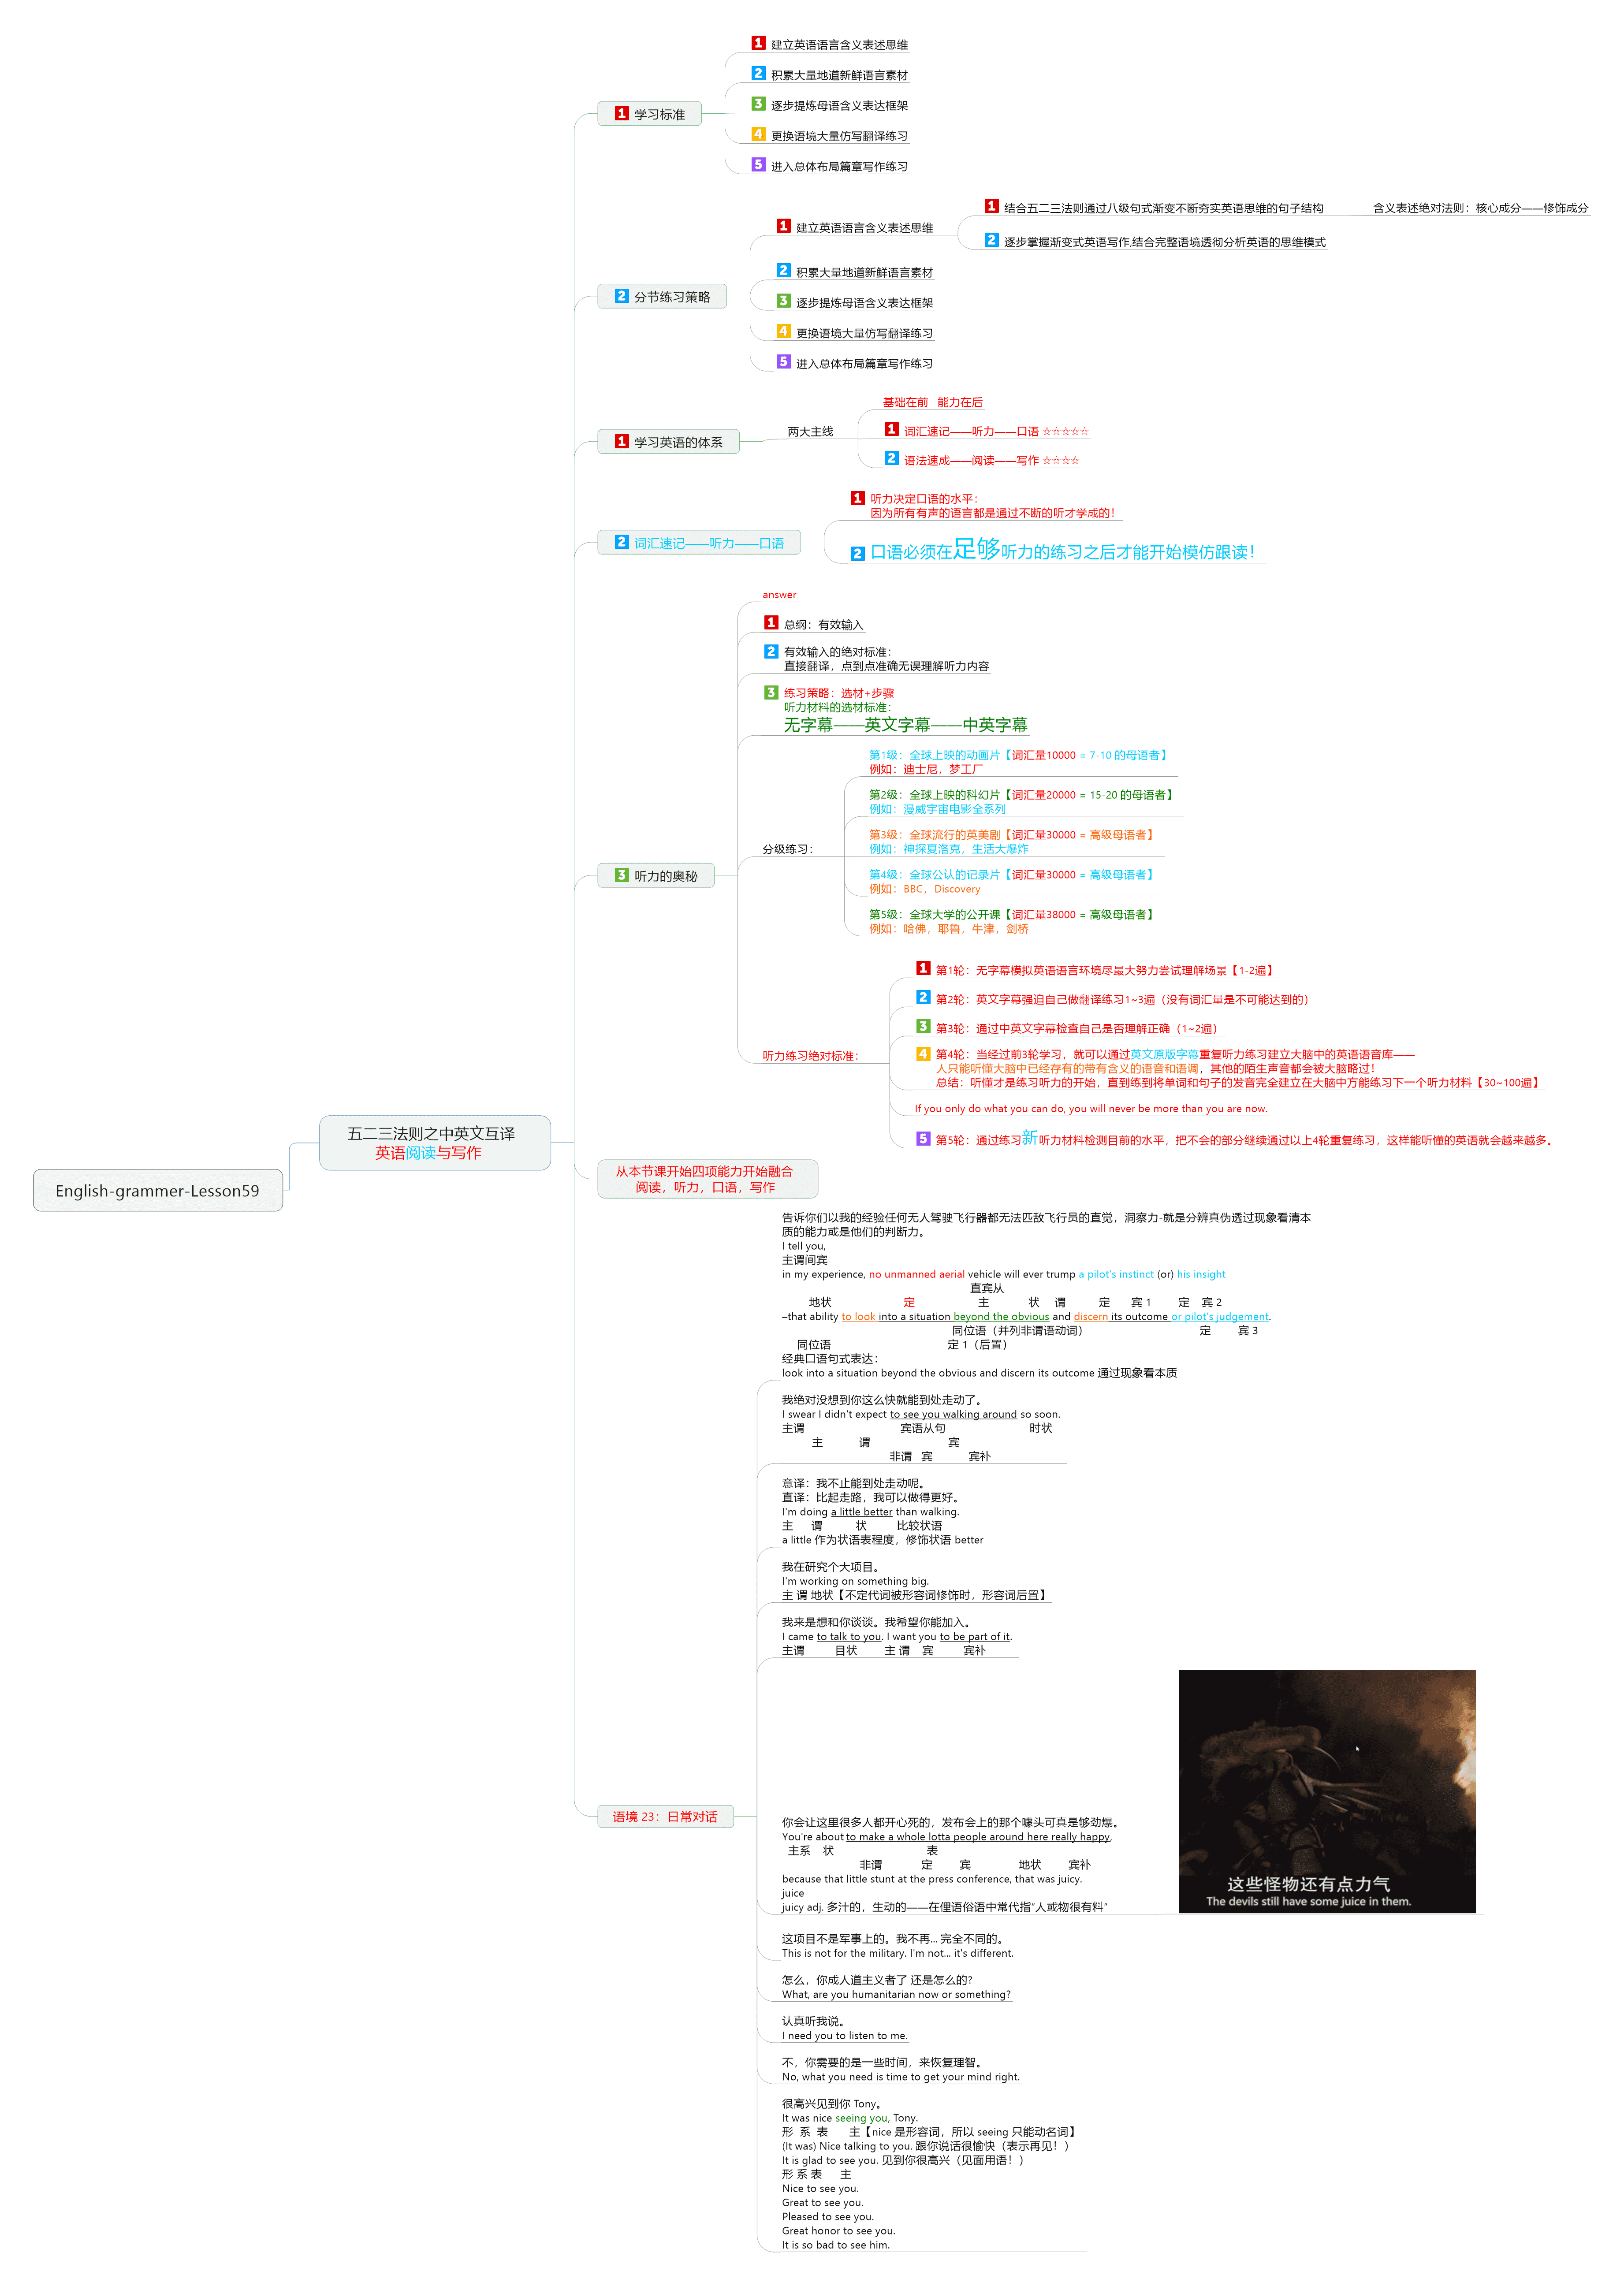 English-grammer-Lesson59
五二三法则之中英文互译
英语阅读与写作
1 学习标准
1 建立英语语言含义表述思维
2 积累大量地道新鲜语言素材
3 逐步提炼母语含义表达框架
4 更换语境大量仿写翻译练习
5 进入总体布局篇章写作练习
2 分节练习策略
1 建立英语语言含义表述思维
1 结合五二三法则通过八级句式渐变不断夯实英语思维的句子结构
含义表述绝对法则：核心成分——修饰成分
2 逐步掌握渐变式英语写作,结合完整语境透彻分析英语的思维模式
2 积累大量地道新鲜语言素材
3 逐步提炼母语含义表达框架
4 更换语境大量仿写翻译练习
5 进入总体布局篇章写作练习
1 学习英语的体系
两大主线
基础在前 能力在后
1 词汇速记——听力——口语 ☆☆☆☆☆
2 语法速成——阅读——写作 ☆☆☆☆
2 词汇速记——听力——口语
1 听力决定口语的水平：
因为所有有声的语言都是通过不断的听才学成的！
2 口语必须在足够听力的练习之后才能开始模仿跟读！
3 听力的奥秘
answer
1 总纲：有效输入
2 有效输入的绝对标准：
直接翻译，点到点准确无误理解听力内容
3 练习策略：选材+步骤
听力材料的选材标准：
无字幕——英文字幕——中英字幕
分级练习：
第1级：全球上映的动画片【词汇量10000 = 7-10 的母语者】
例如：迪士尼，梦工厂
第2级：全球上映的科幻片【词汇量20000 = 15-20 的母语者】
例如：漫威宇宙电影全系列
第3级：全球流行的英美剧【词汇量30000 = 高级母语者】
例如：神探夏洛克，生活大爆炸
第4级：全球公认的记录片【词汇量30000 = 高级母语者】
例如：BBC，Discovery
第5级：全球大学的公开课【词汇量38000 = 高级母语者】
例如：哈佛，耶鲁，牛津，剑桥
听力练习绝对标准：
1 第1轮：无字幕模拟英语语言环境尽最大努力尝试理解场景【1-2遍】
2 第2轮：英文字幕强迫自己做翻译练习1~3遍（没有词汇量是不可能达到的）
3 第3轮：通过中英文字幕检查自己是否理解正确（1~2遍）
4 第4轮：当经过前3轮学习，就可以通过英文原版字幕重复听力练习建立大脑中的英语语音库——
人只能听懂大脑中已经存有的带有含义的语音和语调，其他的陌生声音都会被大脑略过！
总结：听懂才是练习听力的开始，直到练到将单词和句子的发音完全建立在大脑中方能练习下一个听力材料【30~100遍】
If you only do what you can do, you will never be more than you are now.
5 第5轮：通过练习新听力材料检测目前的水平，把不会的部分继续通过以上4轮重复练习，这样能听懂的英语就会越来越多。
从本节课开始四项能力开始融合
阅读，听力，口语，写作
语境 23：日常对话
告诉你们以我的经验任何无人驾驶飞行器都无法匹敌飞行员的直觉，洞察力-就是分辨真伪透过现象看清本
质的能力或是他们的判断力。
I tell you,
主谓间宾
in my experience, no unmanned aerial vehicle will ever trump a pilot's instinct (or) his insight
直宾从
地状 定 主 状 谓 定 宾 1 定 宾 2
–that ability to look into a situation beyond the obvious and discern its outcome or pilot's judgement.
同位语（并列非谓语动词） 定 宾 3
同位语 定 1（后置）
经典口语句式表达：
look into a situation beyond the obvious and discern its outcome 通过现象看本质
我绝对没想到你这么快就能到处走动了。
I swear I didn't expect to see you walking around so soon.
主谓 宾语从句 时状
主 谓 宾
非谓 宾 宾补
意译：我不止能到处走动呢。
直译：比起走路，我可以做得更好。
I'm doing a little better than walking.
主 谓 状 比较状语
a little 作为状语表程度，修饰状语 better
我在研究个大项目。
I'm working on something big.
主 谓 地状【不定代词被形容词修饰时，形容词后置】
我来是想和你谈谈。我希望你能加入。
I came to talk to you. I want you to be part of it.
主谓 目状 主 谓 宾 宾补
你会让这里很多人都开心死的，发布会上的那个噱头可真是够劲爆。
You're about to make a whole lotta people around here really happy,
主系 状 表
非谓 定 宾 地状 宾补
because that little stunt at the press conference, that was juicy.
juice
juicy adj. 多汁的，生动的——在俚语俗语中常代指"人或物很有料"
这些怪物还有点力气
The devils still have some juice in them.
这项目不是军事上的。我不再... 完全不同的。
This is not for the military. I'm not... it's different.
怎么，你成人道主义者了 还是怎么的?
What, are you humanitarian now or something?
认真听我说。
I need you to listen to me.
不，你需要的是一些时间，来恢复理智。
No, what you need is time to get your mind right.
很高兴见到你 Tony。
It was nice seeing you, Tony.
形 系 表 主【nice 是形容词，所以 seeing 只能动名词】
(It was) Nice talking to you. 跟你说话很愉快（表示再见！）
It is glad to see you. 见到你很高兴（见面用语！）
形 系 表 主
Nice to see you.
Great to see you.
Pleased to see you.
Great honor to see you.
It is so bad to see him.